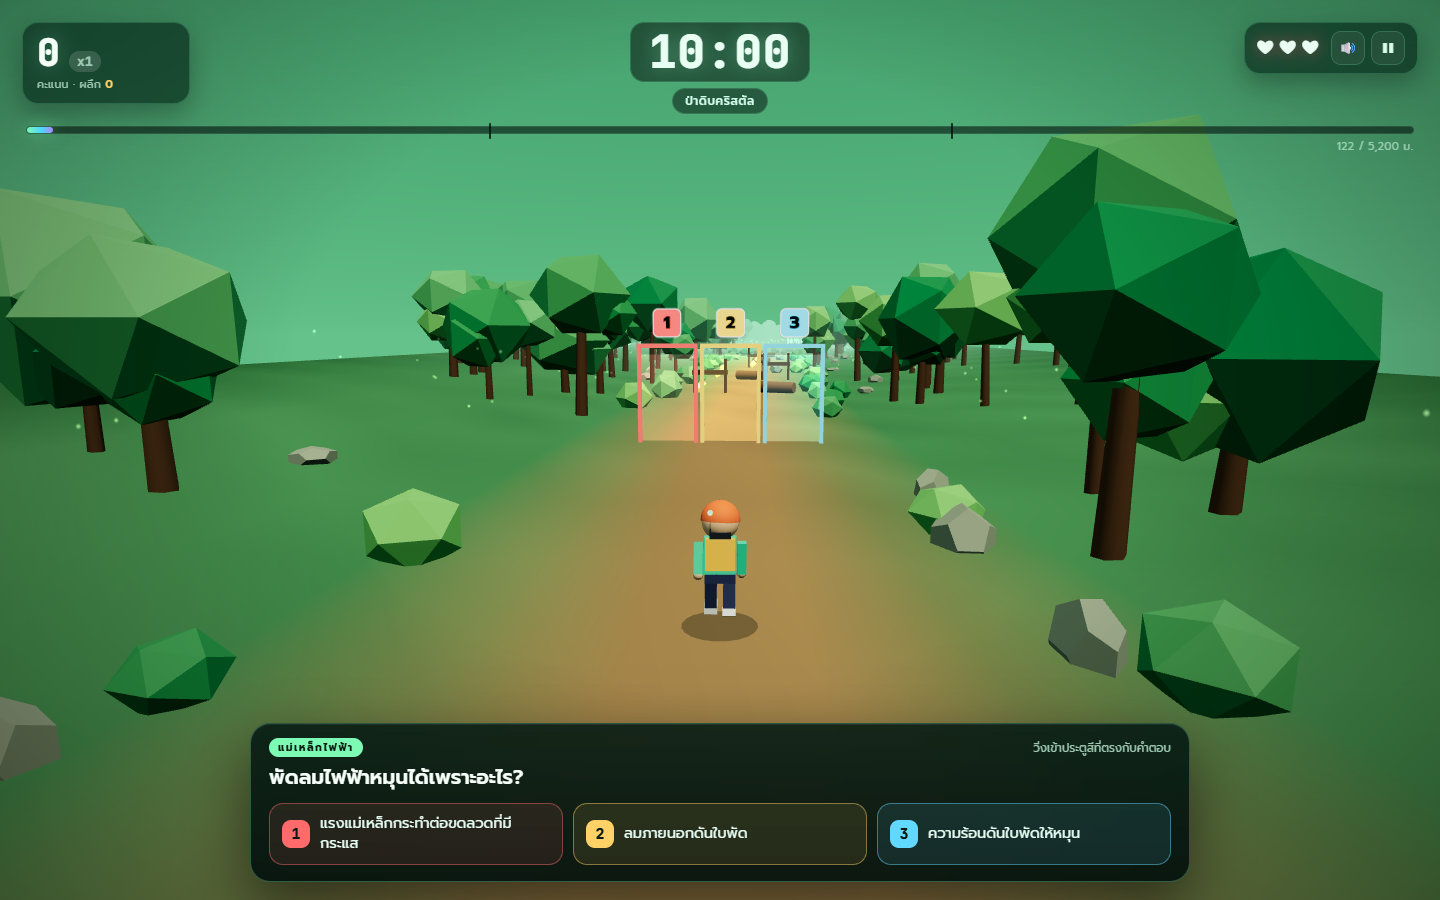 0 x1
คะแนน · ผลึก 0
10:00
ป่าดิบคริสตัล
122 / 5,200 ม.
1 2 3
แม่เหล็กไฟฟ้า
วิ่งเข้าประตูสีที่ตรงกับคำตอบ
พัดลมไฟฟ้าหมุนได้เพราะอะไร?
1 แรงแม่เหล็กกระทำต่อขดลวดที่มี
กระแส
2 ลมภายนอกดันใบพัด
3 ความร้อนดันใบพัดให้หมุน